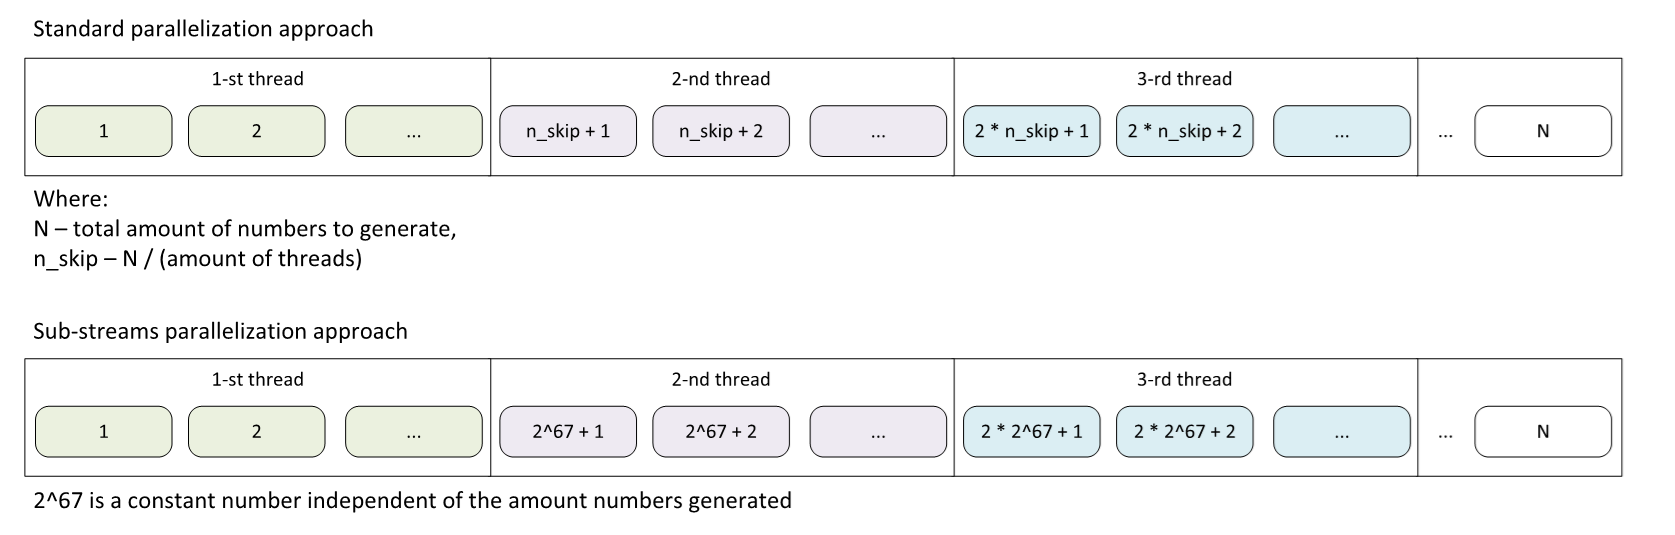 Standard parallelization approach
1-st thread 2-nd thread 3-rd thread
1 2 ... n_skip + 1 n_skip + 2 ... 2 * n_skip + 1 2 * n_skip + 2 ... ... N
Where:
N – total amount of numbers to generate,
n_skip – N / (amount of threads)
Sub-streams parallelization approach
1-st thread 2-nd thread 3-rd thread
1 2 ... 2^67 + 1 2^67 + 2 ... 2 * 2^67 + 1 2 * 2^67 + 2 ... ... N
2^67 is a constant number independent of the amount numbers generated